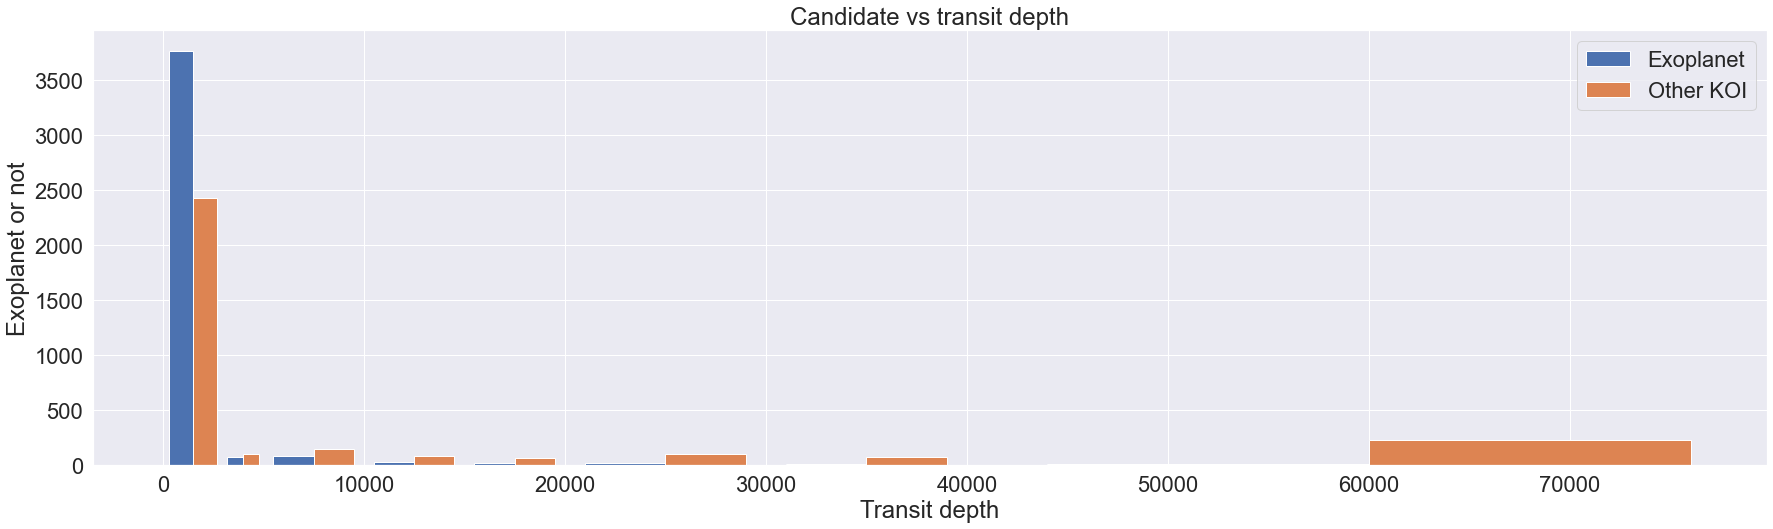 Candidate vs transit depth
Exoplanet
Other KOI
Exoplanet or not
3500
3000
2500
2000
1500
1000
500
0
0 10000 20000 30000 40000 50000 60000 70000
Transit depth